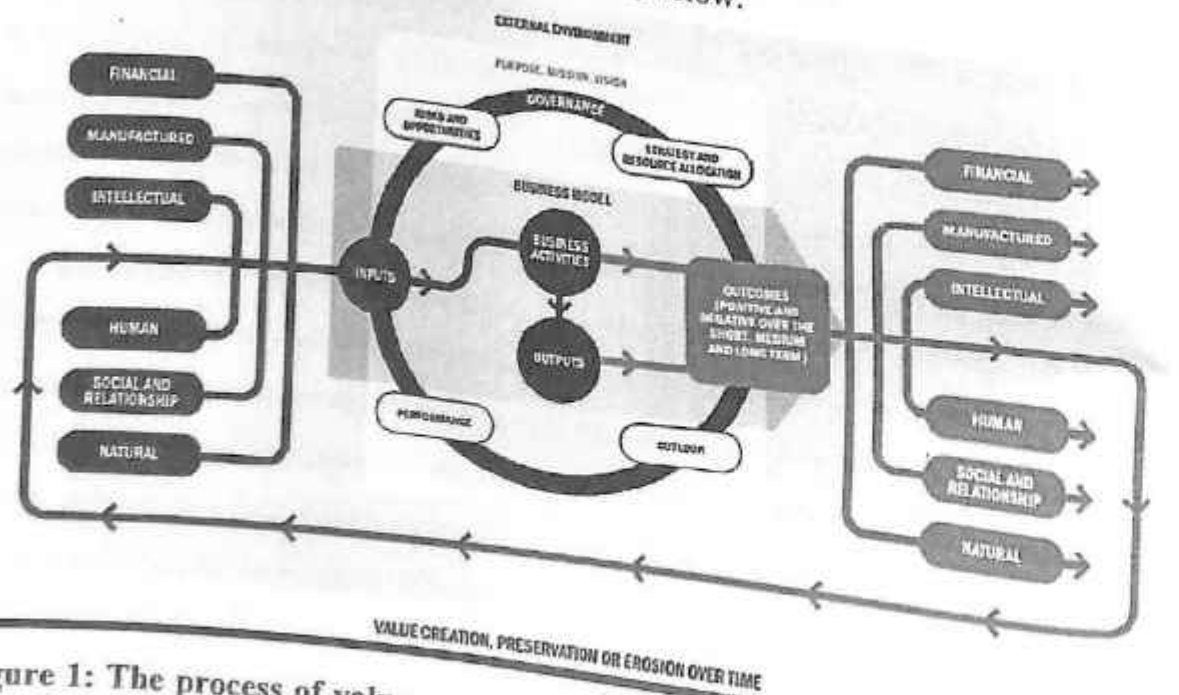 EXTERNAL ENVIRONMENT
PURPOSE, MISSION, VISION
GOVERNANCE
RISKS AND
OPPORTUNITIES
STRATEGY AND
RESOURCE ALLOCATION
FINANCIAL
MANUFACTURED
INTELLECTUAL
HUMAN
SOCIAL AND
RELATIONSHIP
NATURAL
INPUTS
BUSINESS MODEL
BUSINESS
ACTIVITIES
OUTPUTS
OUTCOMES
(POSITIVE AND
NEGATIVE OVER THE
SHORT, MEDIUM
AND LONG TERM)
PERFORMANCE
OUTLOOK
FINANCIAL
MANUFACTURED
INTELLECTUAL
HUMAN
SOCIAL AND
RELATIONSHIP
NATURAL
VALUE CREATION, PRESERVATION OR EROSION OVER TIME
gure 1: The process of